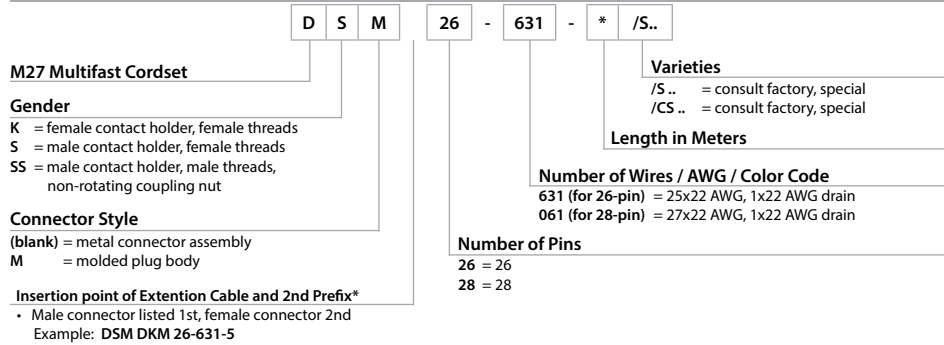 D S M 26 - 631 - * /S..
M27 Multifast Cordset
Gender
K = female contact holder, female threads
S = male contact holder, female threads
SS = male contact holder, male threads,
non-rotating coupling nut
Connector Style
(blank) = metal connector assembly
M = molded plug body
Insertion point of Extention Cable and 2nd Prefix*
• Male connector listed 1st, female connector 2nd
Example: DSM DKM 26-631-5
Varieties
/S .. = consult factory, special
/CS .. = consult factory, special
Length in Meters
Number of Wires / AWG / Color Code
631 (for 26-pin) = 25x22 AWG, 1x22 AWG drain
061 (for 28-pin) = 27x22 AWG, 1x22 AWG drain
Number of Pins
26 = 26
28 = 28